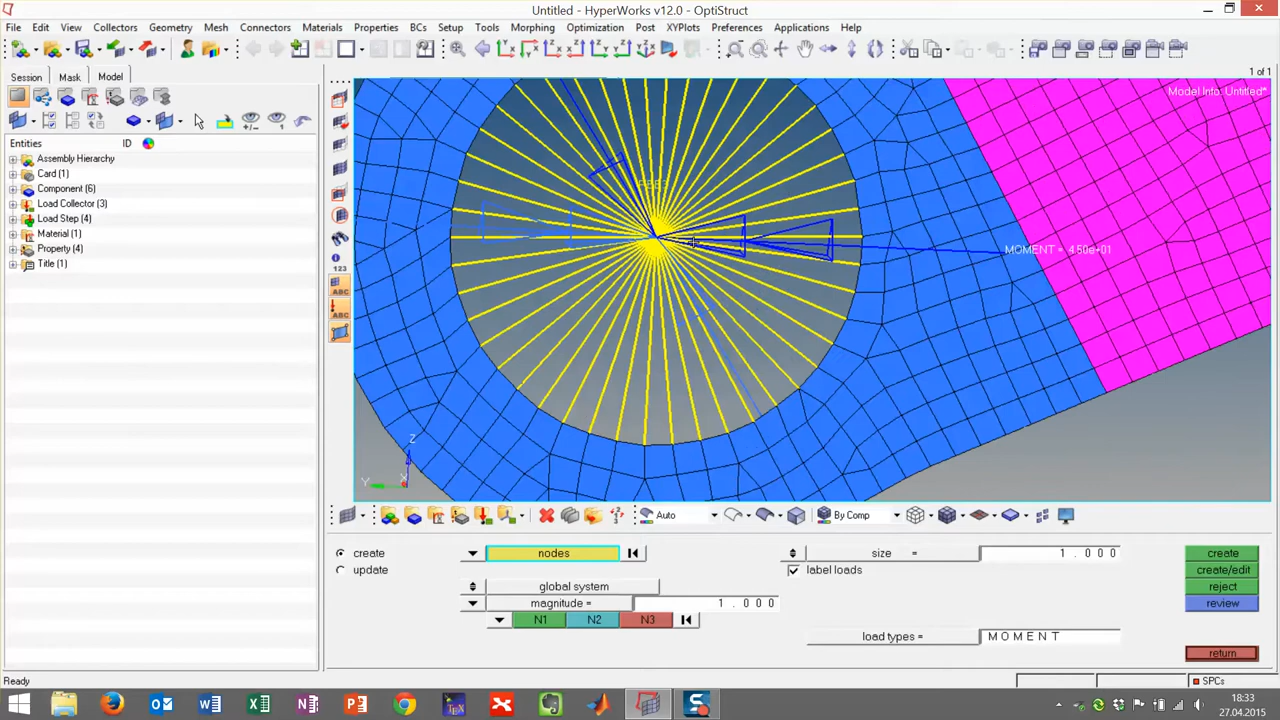 Untitled - HyperWorks v12.0 - OptiStruct
File Edit View Collectors Geometry Mesh Connectors Materials Properties BCs Setup Tools Morphing Optimization Post XYPlots Preferences Applications Help
Session Mask Model
1 of 1
Model Info: Untitled*
Entities ID
Assembly Hierarchy
Card (1)
Component (6)
Load Collector (3)
Load Step (4)
Material (1)
Property (4)
Title (1)
123
ABC
ABC
MOMENT = 4.50e+01
Z
Y
X
Auto
By Comp
create
update
nodes
global system
magnitude = 1.000
N1 N2 N3
size = 1.000
label loads
load types = MOMENT
create
create/edit
reject
review
return
Ready
SPCs
18:33
27.04.2015